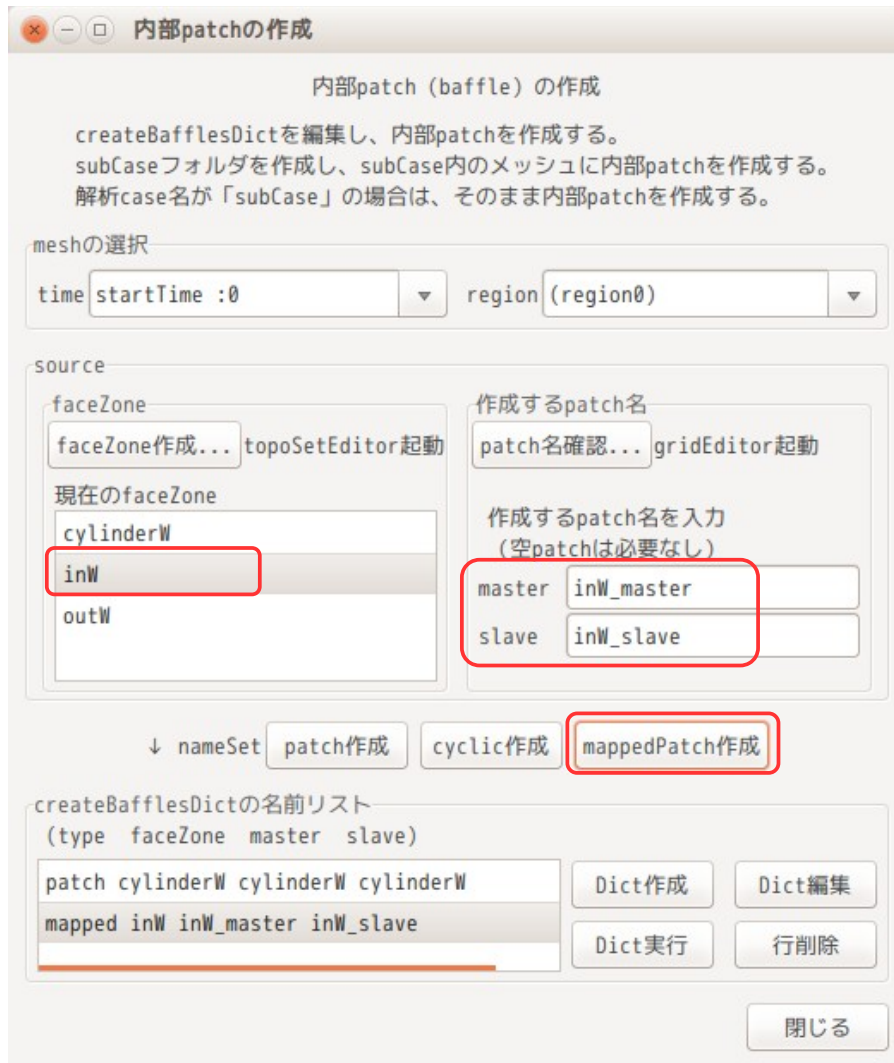 内部patchの作成
内部patch (baffle) の作成
createBafflesDictを編集し、内部patchを作成する。
subCaseフォルダを作成し、subCase内のメッシュに内部patchを作成する。
解析case名が「subCase」の場合は、そのまま内部patchを作成する。
meshの選択
time startTime :0 region (region0)
source
faceZone
faceZone作成... topoSetEditor起動
現在のfaceZone
cylinderW
inW
outW
作成するpatch名
patch名確認... gridEditor起動
作成するpatch名を入力
（空patchは必要なし）
master inW_master
slave inW_slave
↓ nameSet patch作成 cyclic作成 mappedPatch作成
createBafflesDictの名前リスト
(type faceZone master slave)
patch cylinderW cylinderW cylinderW
mapped inW inW_master inW_slave
Dict作成 Dict編集
Dict実行 行削除
閉じる